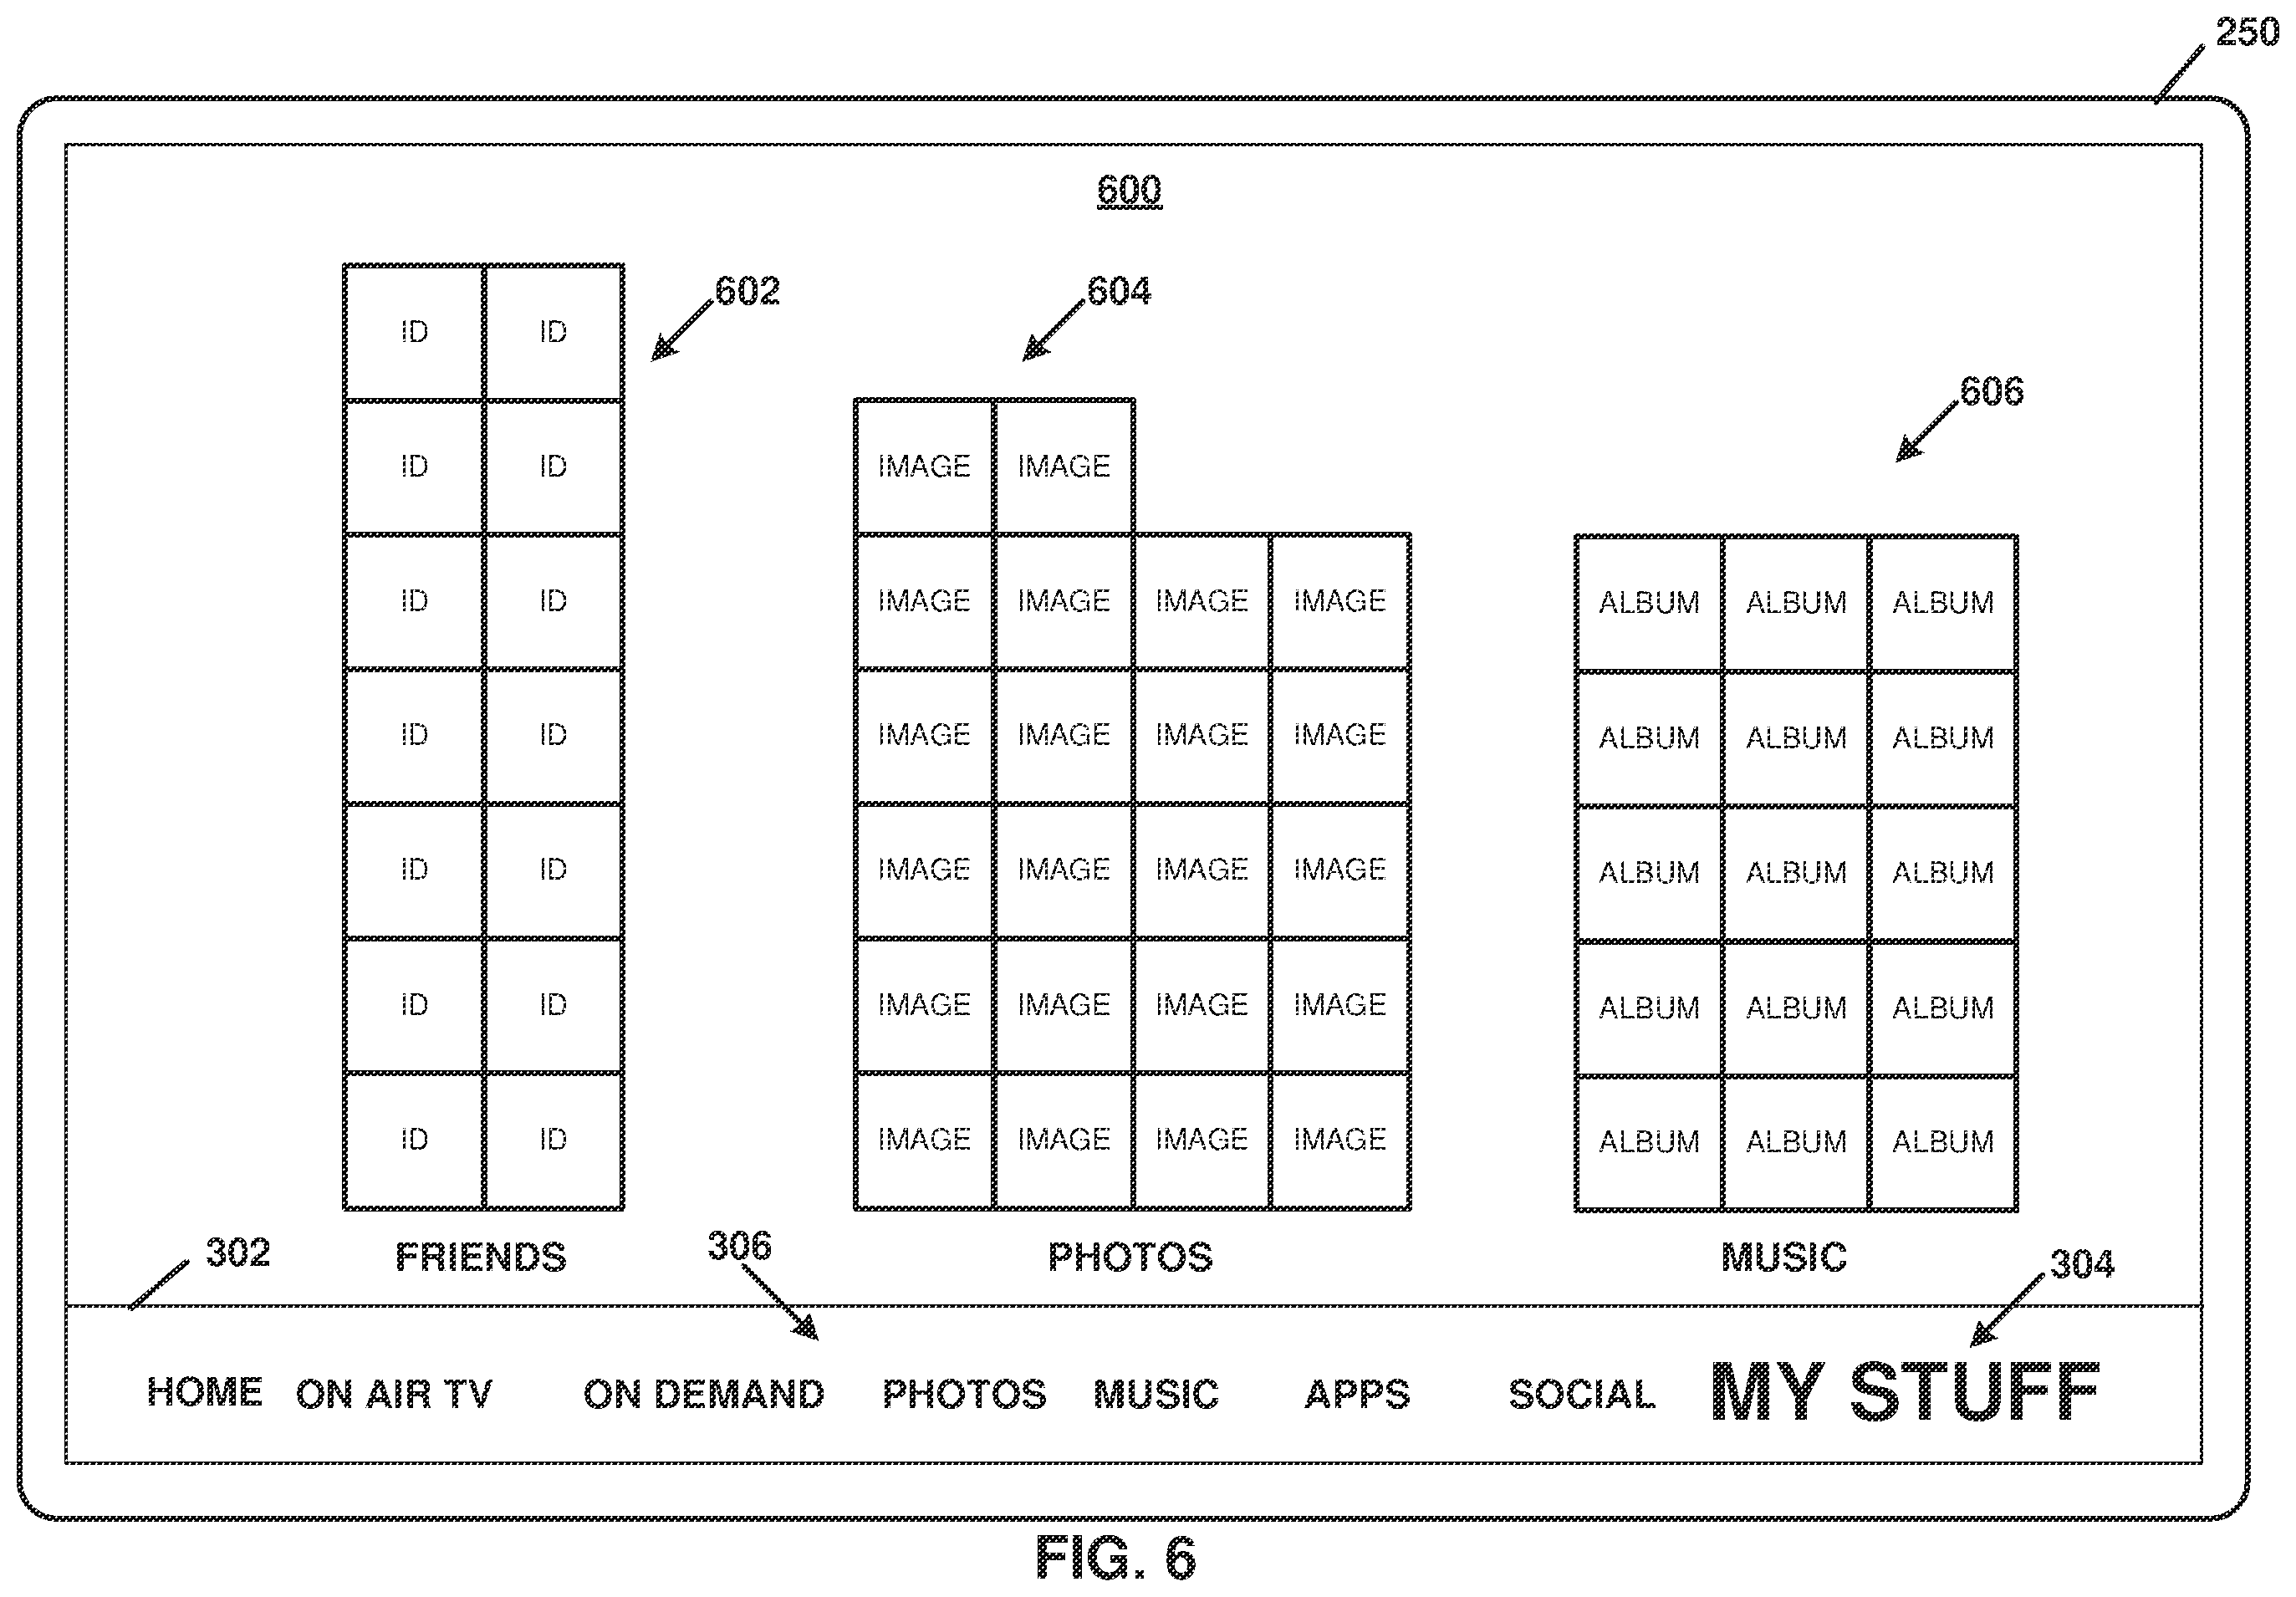 250
600
602
604
606
ID ID
ID ID
IMAGE IMAGE
ID ID
IMAGE IMAGE IMAGE IMAGE
ALBUM ALBUM ALBUM
ID ID
IMAGE IMAGE IMAGE IMAGE
ALBUM ALBUM ALBUM
ID ID
IMAGE IMAGE IMAGE IMAGE
ALBUM ALBUM ALBUM
ID ID
IMAGE IMAGE IMAGE IMAGE
ALBUM ALBUM ALBUM
ID ID
IMAGE IMAGE IMAGE IMAGE
ALBUM ALBUM ALBUM
302
FRIENDS
306
PHOTOS
MUSIC
304
HOME ON AIR TV ON DEMAND PHOTOS MUSIC APPS SOCIAL MY STUFF
FIG. 6